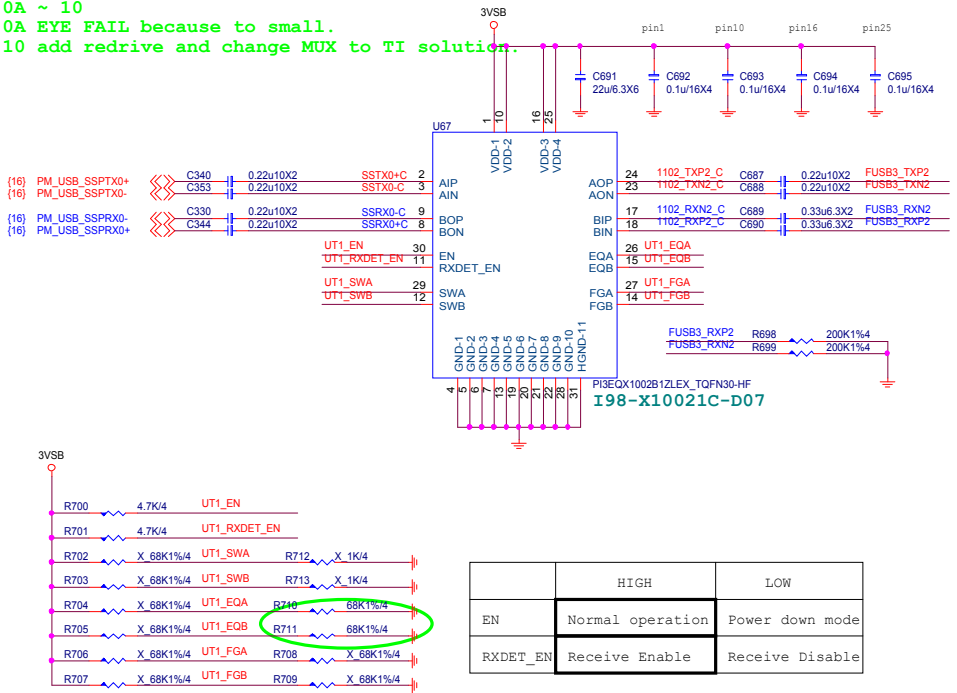 0A ~ 10
0A EYE FAIL because to small.
10 add redrive and change MUX to TI solution.
3VSB
pin1 pin10 pin16 pin25
C691 22u/6.3X6
C692 0.1u/16X4
C693 0.1u/16X4
C694 0.1u/16X4
C695 0.1u/16X4
U67
1 10 16 25
VDD-1 VDD-2 VDD-3 VDD-4
{16} PM_USB_SSPTX0+ C340 0.22u10X2 SSTX0+C 2 AIP
{16} PM_USB_SSPTX0- C353 0.22u10X2 SSTX0-C 3 AIN
{16} PM_USB_SSPRX0- C330 0.22u10X2 SSRX0-C 9 BOP
{16} PM_USB_SSPRX0+ C344 0.22u10X2 SSRX0+C 8 BON
UT1_EN 30 EN
UT1_RXDET_EN 11 RXDET_EN
UT1_SWA 29 SWA
UT1_SWB 12 SWB
AOP 24 1102_TXP2_C C687 0.22u10X2 FUSB3_TXP2
AON 23 1102_TXN2_C C688 0.22u10X2 FUSB3_TXN2
BIP 17 1102_RXN2_C C689 0.33u6.3X2 FUSB3_RXN2
BIN 18 1102_RXP2_C C690 0.33u6.3X2 FUSB3_RXP2
EQA 26 UT1_EQA
EQB 15 UT1_EQB
FGA 27 UT1_FGA
FGB 14 UT1_FGB
GND-1 GND-2 GND-3 GND-4 GND-5 GND-6 GND-7 GND-8 GND-9 GND-10 HGND-11
4 5 6 7 13 19 20 21 22 28 31
FUSB3_RXP2 R698 200K1%4
FUSB3_RXN2 R699 200K1%4
PI3EQX1002B1ZLEX_TQFN30-HF
I98-X10021C-D07
3VSB
R700 4.7K/4 UT1_EN
R701 4.7K/4 UT1_RXDET_EN
R702 X_68K1%/4 UT1_SWA R712 X_1K/4
R703 X_68K1%/4 UT1_SWB R713 X_1K/4
R704 X_68K1%/4 UT1_EQA R710 68K1%/4
R705 X_68K1%/4 UT1_EQB R711 68K1%/4
R706 X_68K1%/4 UT1_FGA R708 X_68K1%/4
R707 X_68K1%/4 UT1_FGB R709 X_68K1%/4
HIGH LOW
EN Normal operation Power down mode
RXDET_EN Receive Enable Receive Disable